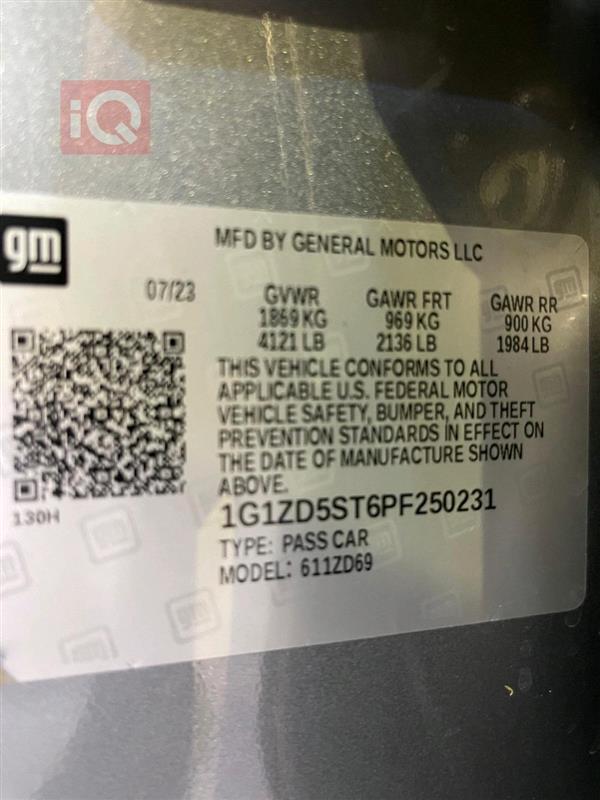 iQ
gm
MFD BY GENERAL MOTORS LLC
07/23
GVWR GAWR FRT GAWR RR
1869 KG 969 KG 900 KG
4121 LB 2136 LB 1984 LB
THIS VEHICLE CONFORMS TO ALL
APPLICABLE U.S. FEDERAL MOTOR
VEHICLE SAFETY, BUMPER, AND THEFT
PREVENTION STANDARDS IN EFFECT ON
THE DATE OF MANUFACTURE SHOWN
ABOVE.
130H
1G1ZD5ST6PF250231
TYPE: PASS CAR
MODEL: 611ZD69